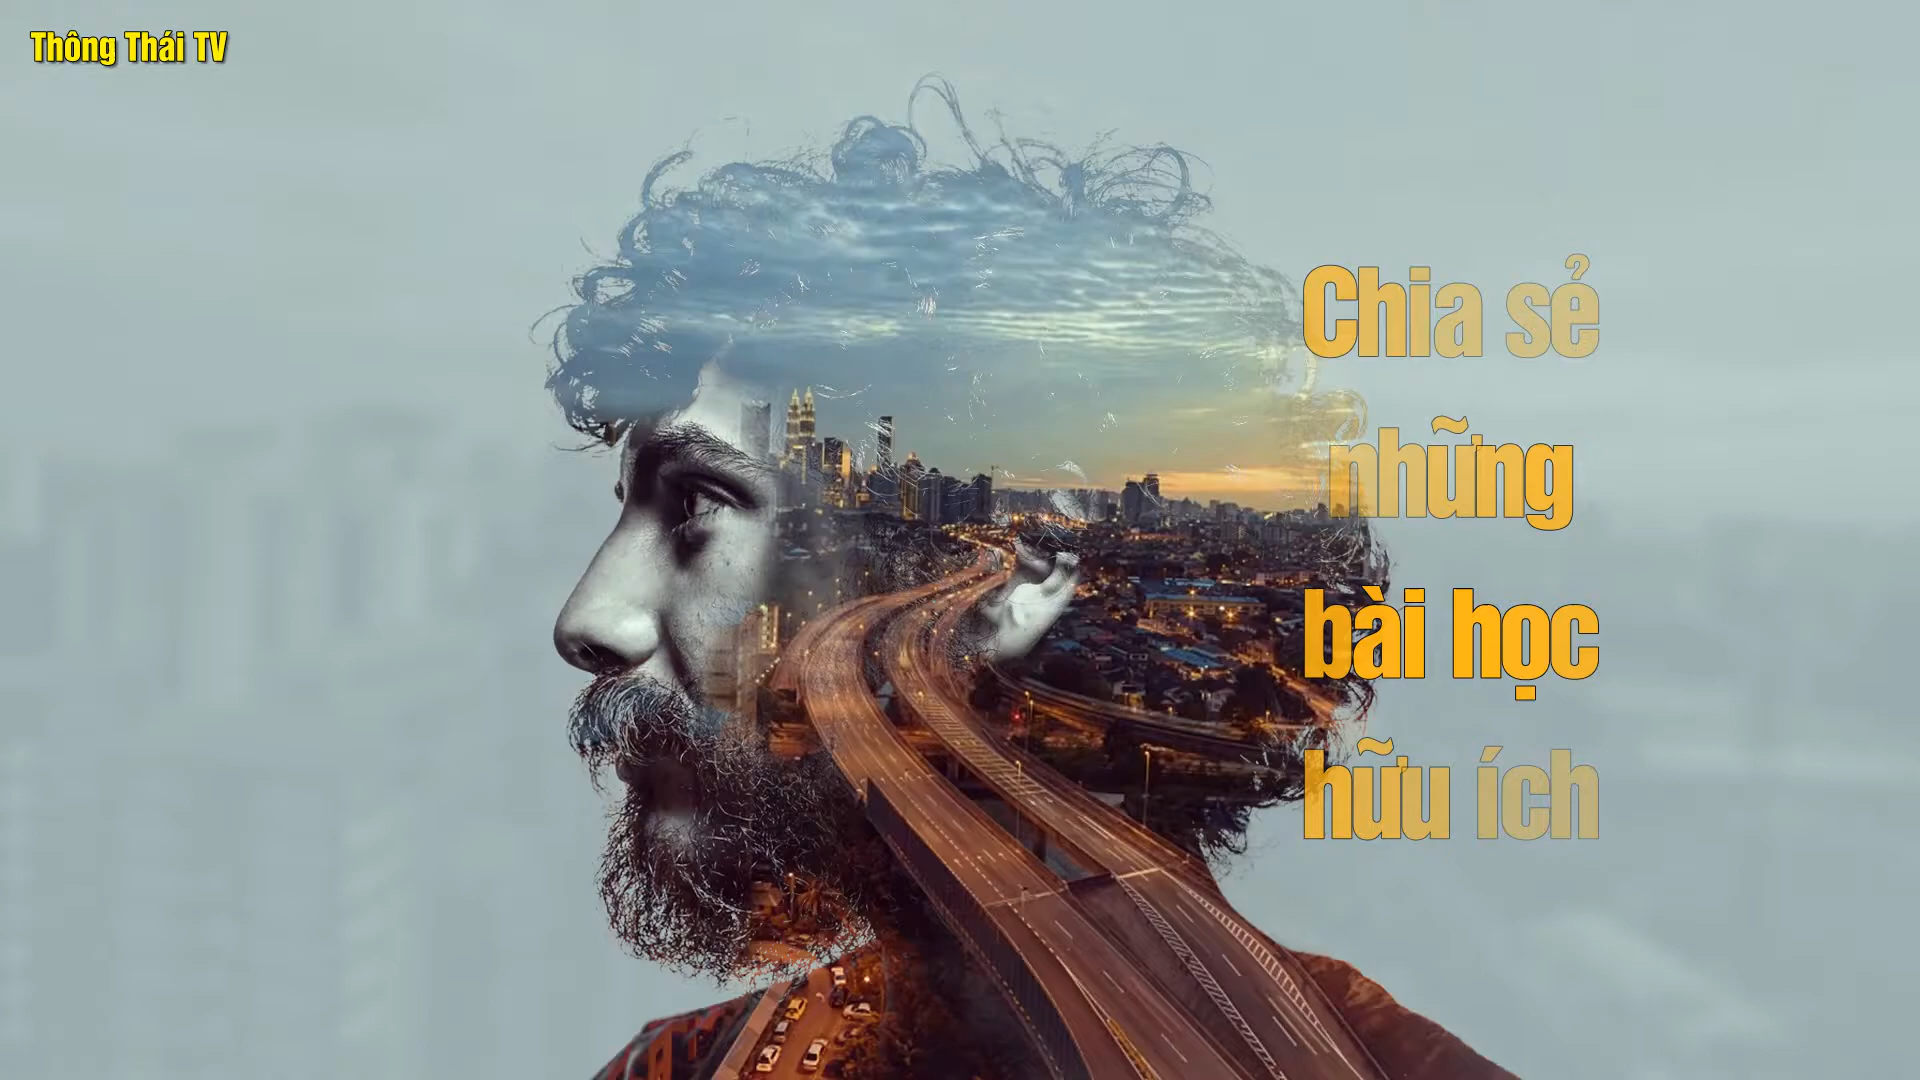 Thông Thái TV
Chia sẻ
những
bài học
hữu ích